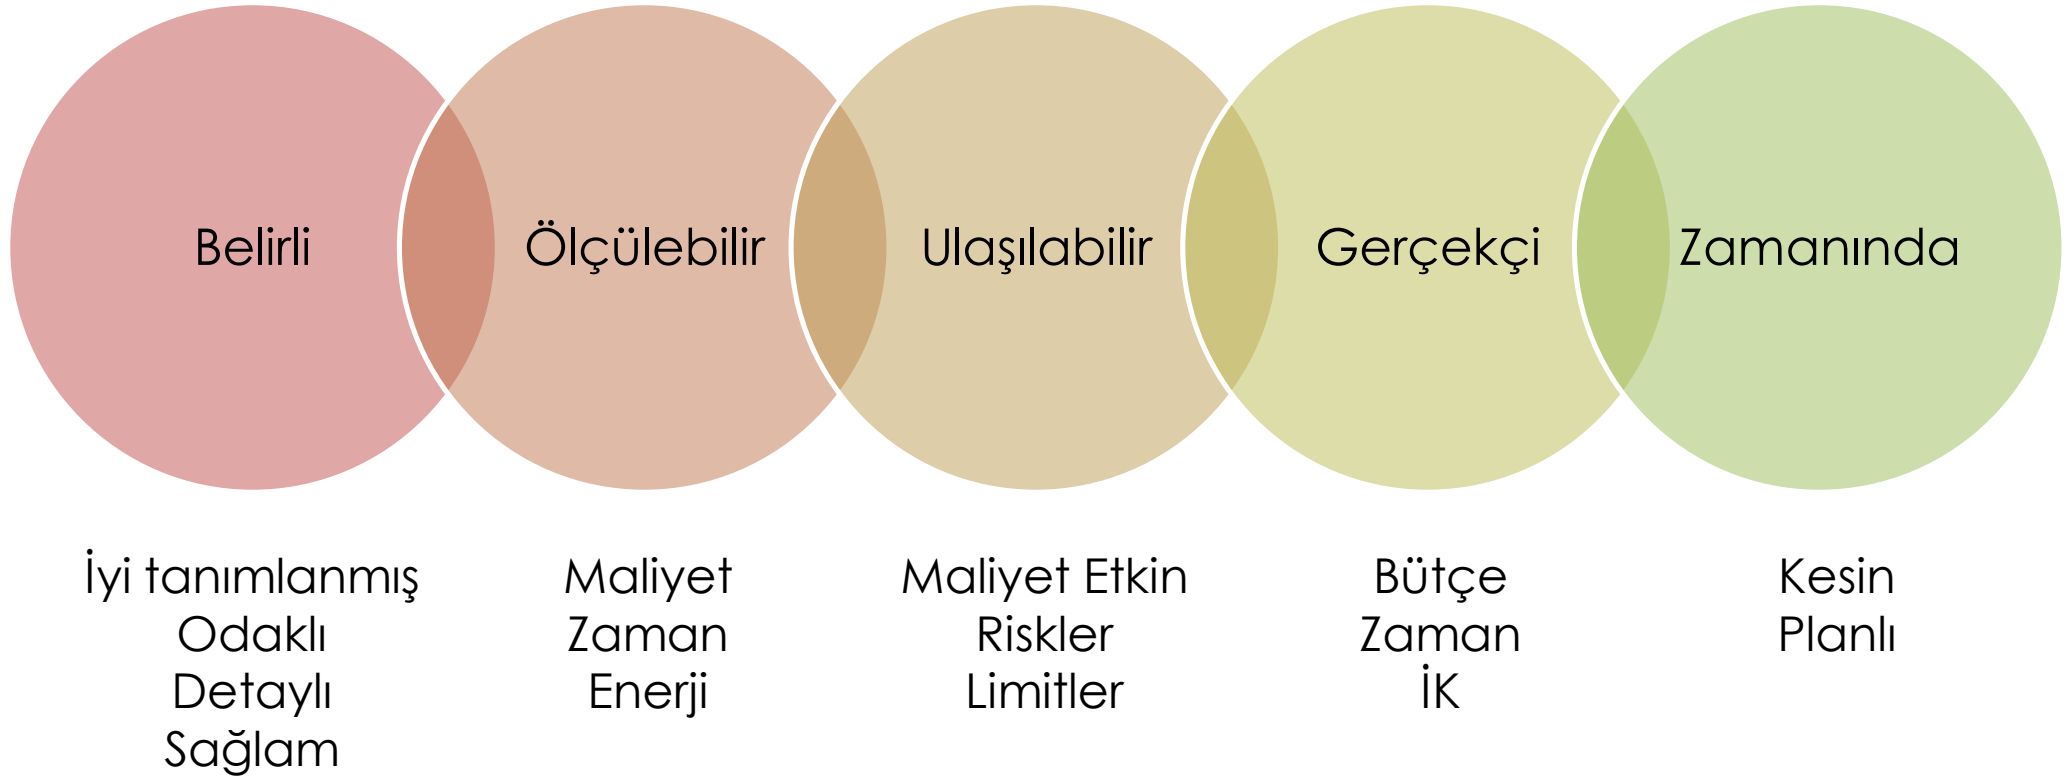 Belirli
Ölçülebilir
Ulaşılabilir
Gerçekçi
Zamanında
İyi tanımlanmış
Odaklı
Detaylı
Sağlam
Maliyet
Zaman
Enerji
Maliyet Etkin
Riskler
Limitler
Bütçe
Zaman
İK
Kesin
Planlı